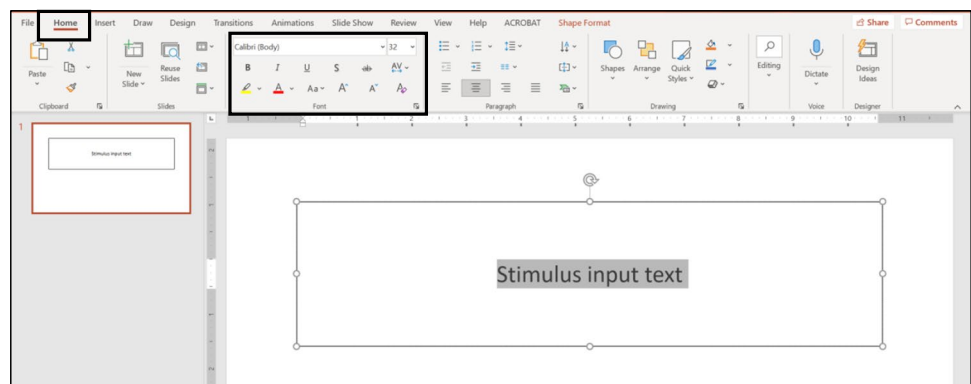 File Home Insert Draw Design Transitions Animations Slide Show Review View Help ACROBAT Shape Format Share Comments
Calibri (Body) 32
Paste New Slide Reuse Slides B I U S ab AV Shapes Arrange Quick Styles Editing Dictate Design Ideas
A Aa A A A
Clipboard Slides Font Paragraph Drawing Voice Designer
1 1 2 3 4 5 6 7 8 9 10 11
1
Stimulus input text
Stimulus input text